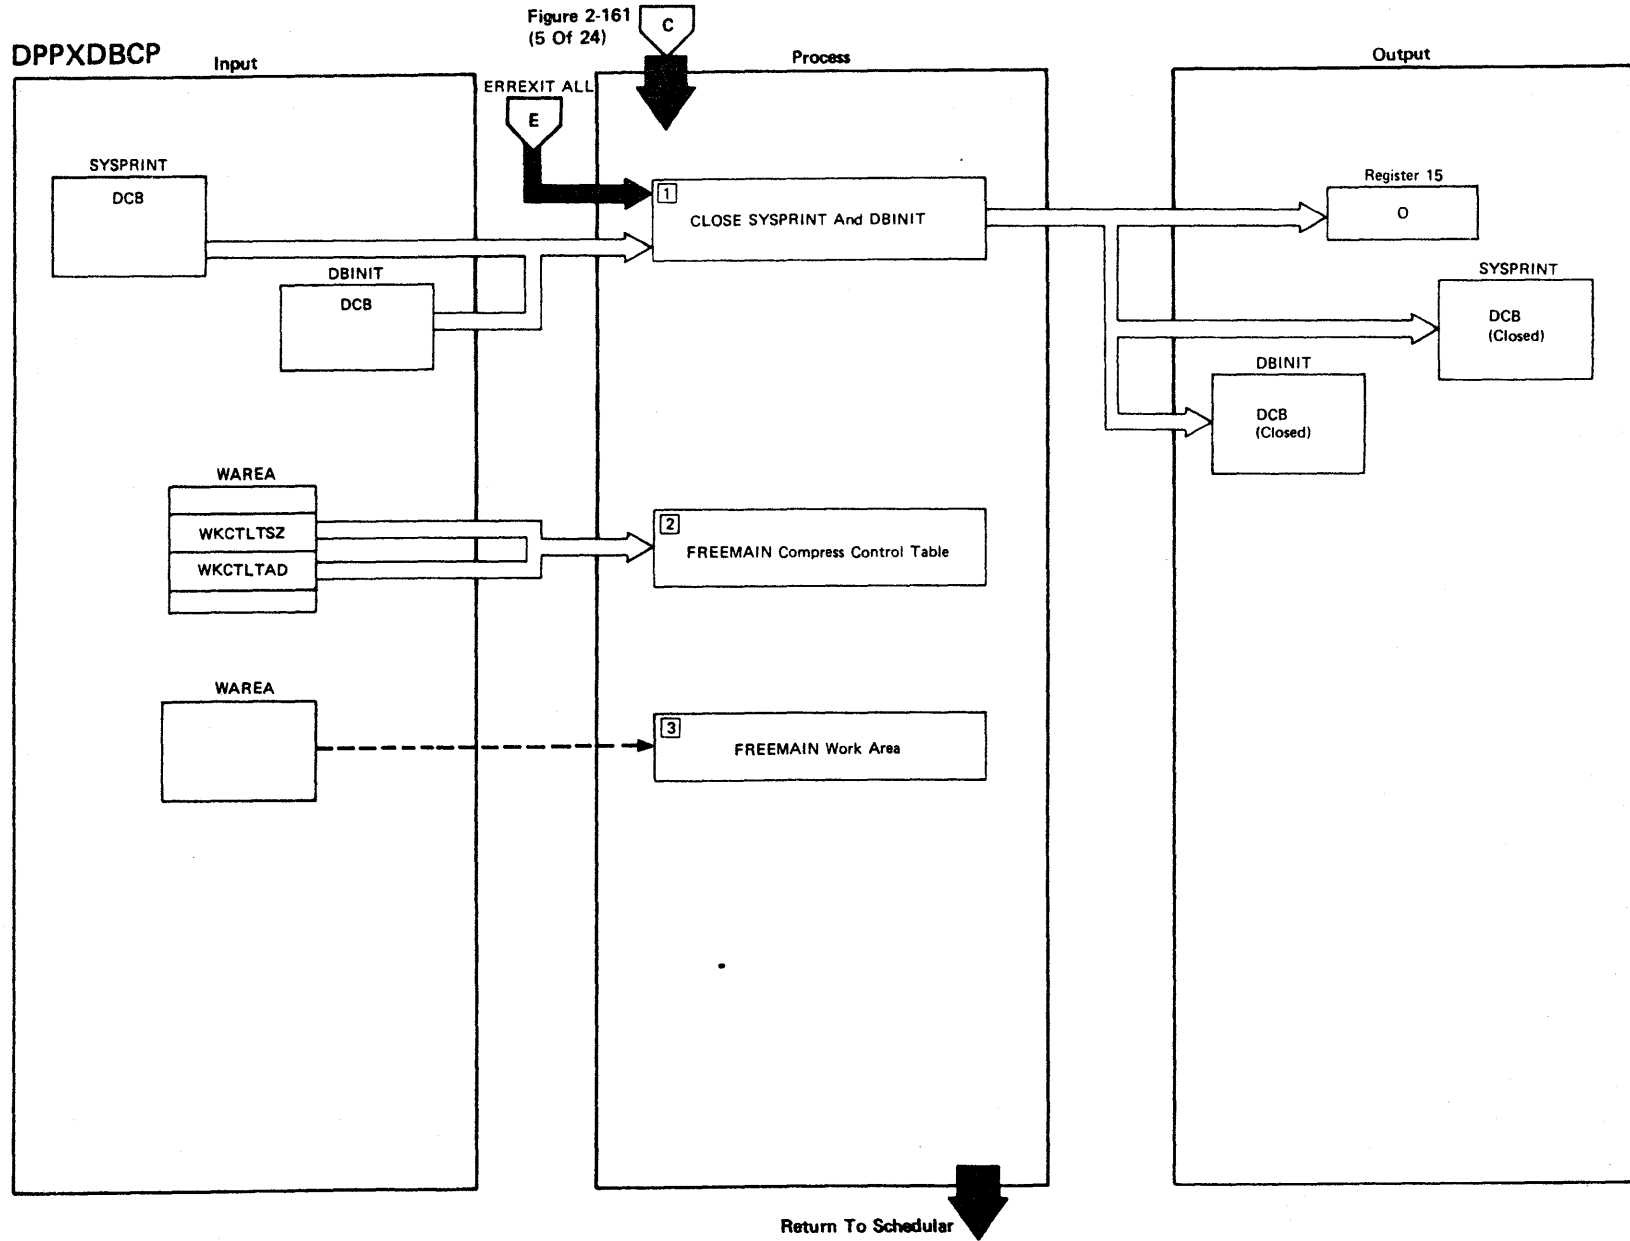 Figure 2-161
(5 Of 24)
C
DPPXDBCP
Input
Process
Output
ERREXIT ALL
E
SYSPRINT
DCB
DBINIT
DCB
1
CLOSE SYSPRINT And DBINIT
Register 15
O
SYSPRINT
DCB
(Closed)
DBINIT
DCB
(Closed)
WAREA
WKCTLTSZ
WKCTLTAD
2
FREEMAIN Compress Control Table
WAREA
3
FREEMAIN Work Area
Return To Schedular